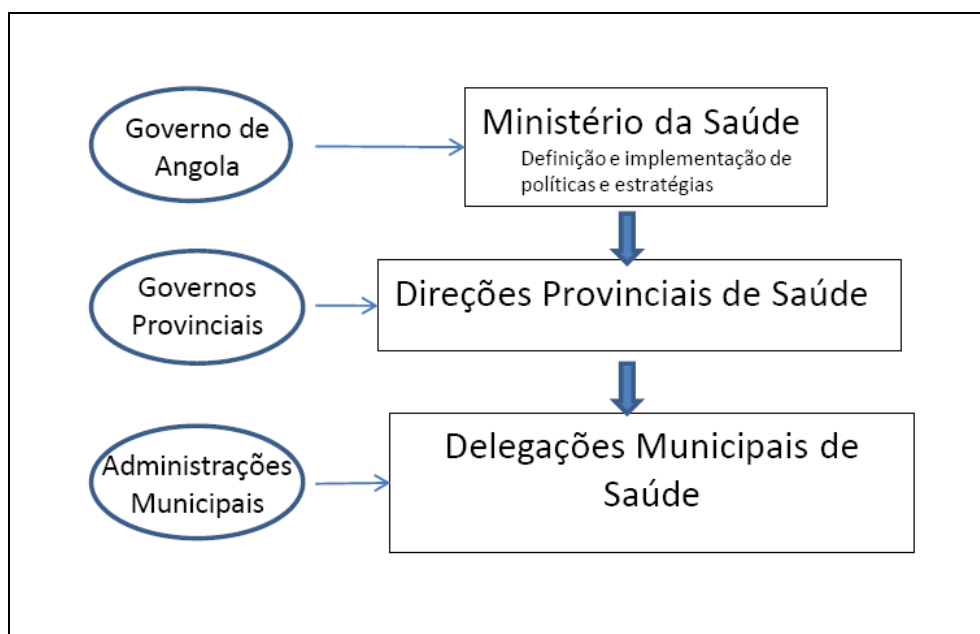 Governo de
Angola
Ministério da Saúde
Definição e implementação de
políticas e estratégias
Governos
Provinciais
Direções Provinciais de Saúde
Administrações
Municipais
Delegações Municipais de
Saúde